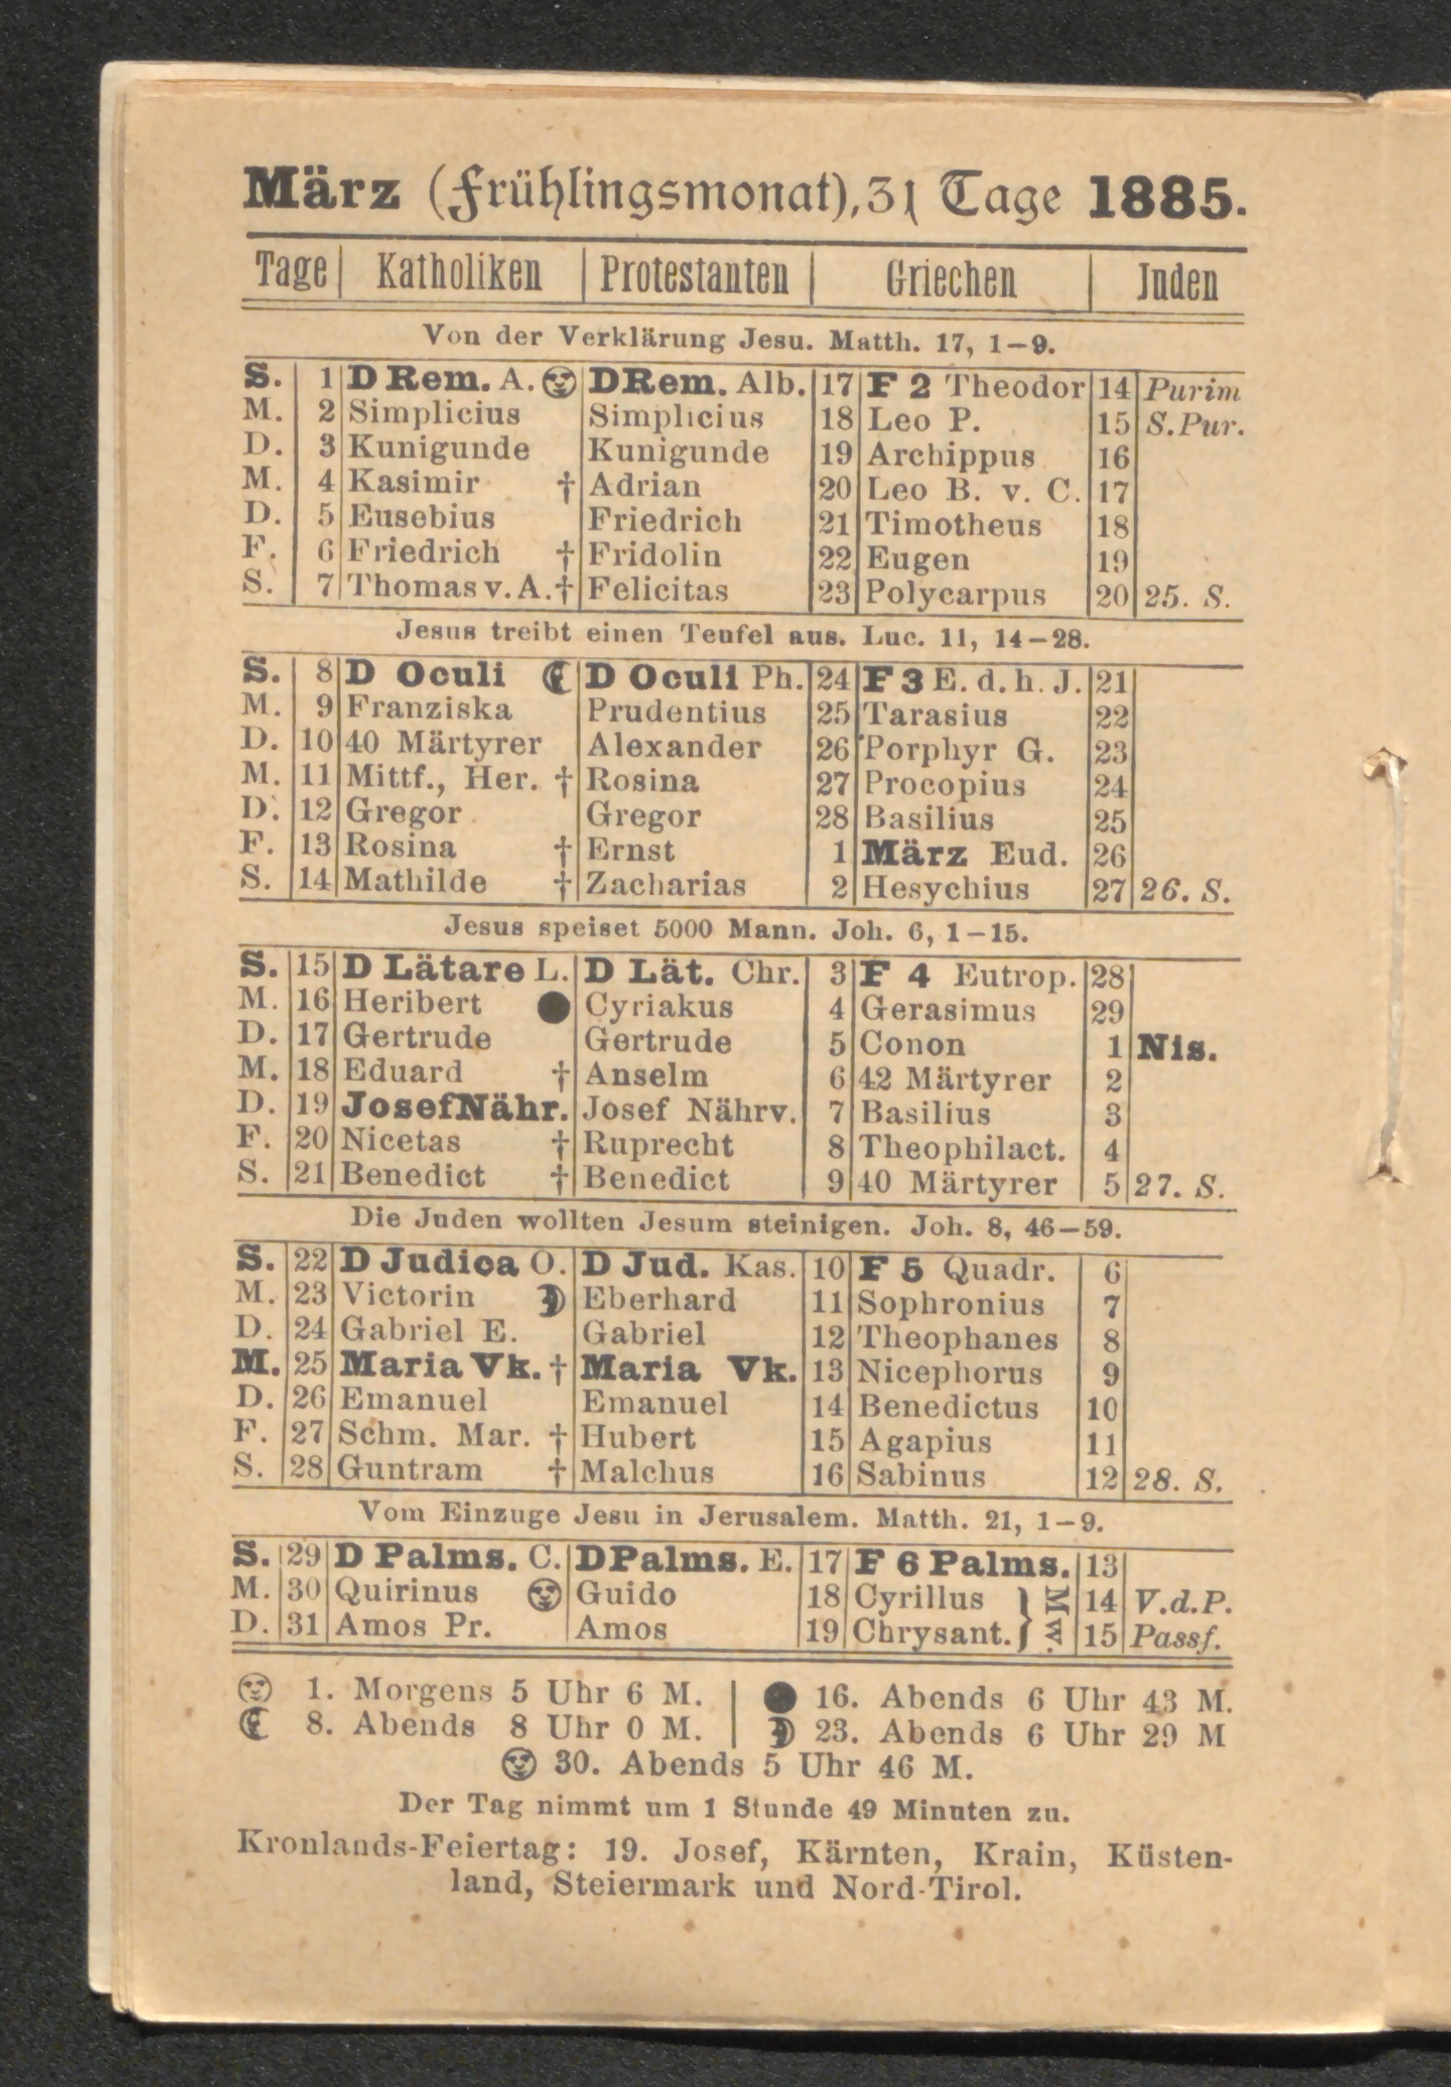 März (Frühlingsmonat), 31 Tage 1885.
Tage Katholiken Protestanten Griechen Juden
Von der Verklärung Jesu. Matth. 17, 1–9.
S. 1 D Rem. A. D Rem. Alb. 17 F 2 Theodor 14 Purim
M. 2 Simplicius Simplicius 18 Leo P. 15 S.Pur.
D. 3 Kunigunde Kunigunde 19 Archippus 16
M. 4 Kasimir † Adrian 20 Leo B. v. C. 17
D. 5 Eusebius Friedrich 21 Timotheus 18
F. 6 Friedrich † Fridolin 22 Eugen 19
S. 7 Thomas v. A. † Felicitas 23 Polycarpus 20 25. S.
Jesus treibt einen Teufel aus. Luc. 11, 14–28.
S. 8 D Oculi D Oculi Ph. 24 F 3 E. d. h. J. 21
M. 9 Franziska Prudentius 25 Tarasius 22
D. 10 40 Märtyrer Alexander 26 Porphyr G. 23
M. 11 Mittf., Her. † Rosina 27 Procopius 24
D. 12 Gregor Gregor 28 Basilius 25
F. 13 Rosina † Ernst 1 März Eud. 26
S. 14 Mathilde † Zacharias 2 Hesychius 27 26. S.
Jesus speiset 5000 Mann. Joh. 6, 1–15.
S. 15 D Lätare L. D Lät. Chr. 3 F 4 Eutrop. 28
M. 16 Heribert Cyriakus 4 Gerasimus 29
D. 17 Gertrude Gertrude 5 Conon 1 Nis.
M. 18 Eduard † Anselm 6 42 Märtyrer 2
D. 19 Josef Nähr. Josef Nährv. 7 Basilius 3
F. 20 Nicetas † Ruprecht 8 Theophilact. 4
S. 21 Benedict † Benedict 9 40 Märtyrer 5 27. S.
Die Juden wollten Jesum steinigen. Joh. 8, 46–59.
S. 22 D Judica O. D Jud. Kas. 10 F 5 Quadr. 6
M. 23 Victorin Eberhard 11 Sophronius 7
D. 24 Gabriel E. Gabriel 12 Theophanes 8
M. 25 Maria Vk. † Maria Vk. 13 Nicephorus 9
D. 26 Emanuel Emanuel 14 Benedictus 10
F. 27 Schm. Mar. † Hubert 15 Agapius 11
S. 28 Guntram † Malchus 16 Sabinus 12 28. S.
Vom Einzuge Jesu in Jerusalem. Matth. 21, 1–9.
S. 29 D Palms. C. D Palms. E. 17 F 6 Palms. 13
M. 30 Quirinus Guido 18 Cyrillus } Mw. 14 V.d.P.
D. 31 Amos Pr. Amos 19 Chrysant. 15 Passf.
1. Morgens 5 Uhr 6 M. | 16. Abends 6 Uhr 43 M.
8. Abends 8 Uhr 0 M. | 23. Abends 6 Uhr 29 M
30. Abends 5 Uhr 46 M.
Der Tag nimmt um 1 Stunde 49 Minuten zu.
Kronlands-Feiertag: 19. Josef, Kärnten, Krain, Küsten-
land, Steiermark und Nord-Tirol.